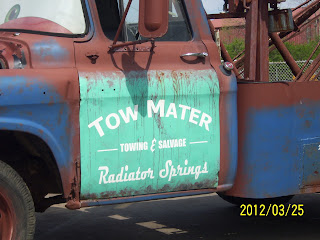 TOW MATER
TOWING & SALVAGE
Radiator Springs
2012/03/25